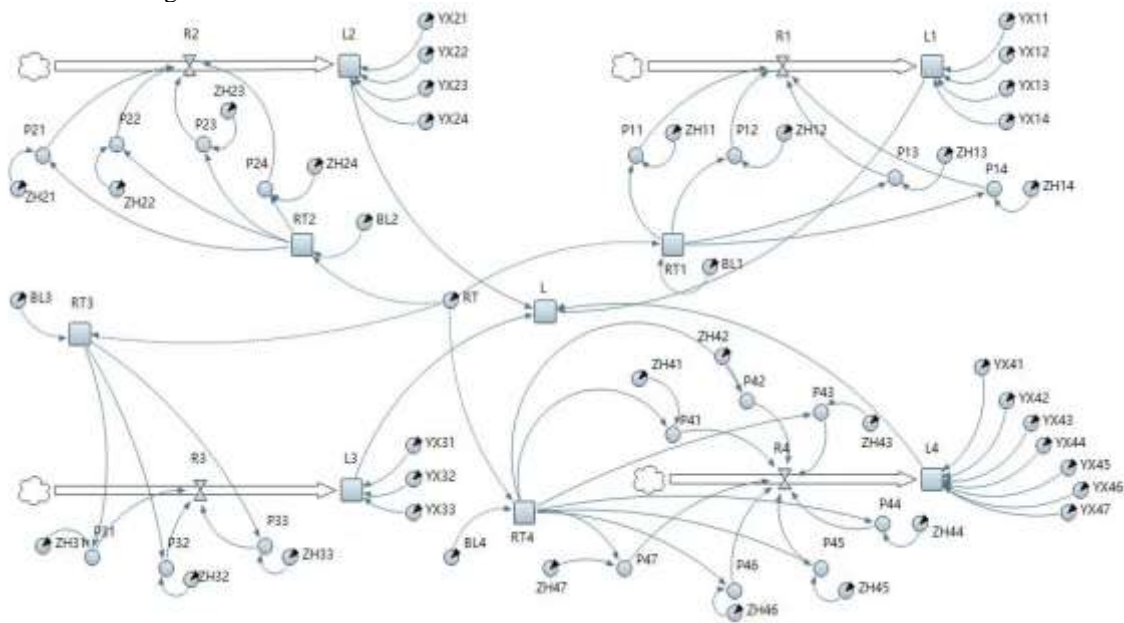 R2
L2
YX21
YX22
YX23
YX24
P21
P22
P23
ZH23
P24
ZH24
ZH21
ZH22
RT2
BL2
R1
L1
YX11
YX12
YX13
YX14
P11
ZH11
P12
ZH12
P13
ZH13
P14
ZH14
RT1
BL1
RT
L
BL3
RT3
R3
L3
YX31
YX32
YX33
ZH31
P31
P32
ZH32
P33
ZH33
ZH41
ZH42
P41
P42
P43
ZH43
R4
L4
YX41
YX42
YX43
YX44
YX45
YX46
YX47
BL4
RT4
P44
ZH44
P45
ZH45
P46
ZH46
P47
ZH47